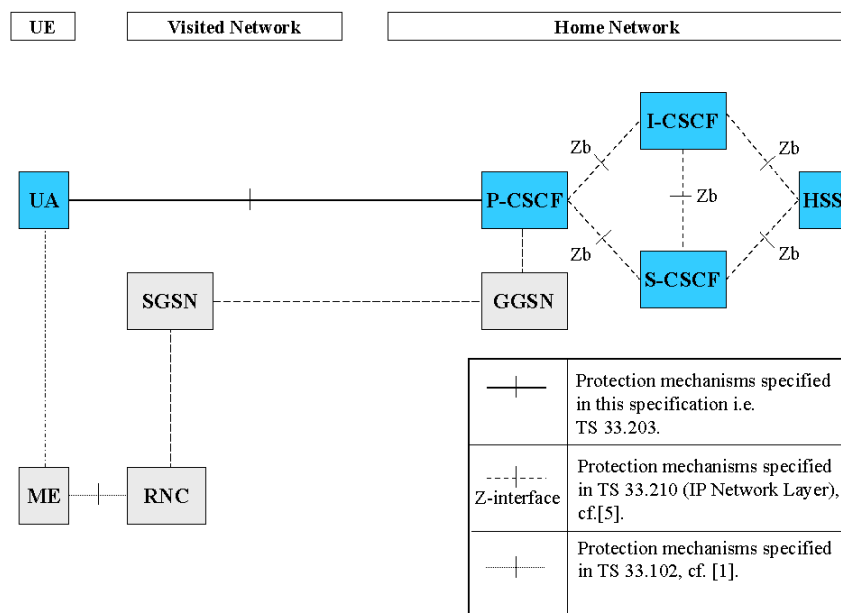 UE
Visited Network
Home Network
I-CSCF
Zb
Zb
UA
P-CSCF
Zb
HSS
Zb
Zb
S-CSCF
SGSN
GGSN
Protection mechanisms specified
in this specification i.e.
TS 33.203.
Z-interface
Protection mechanisms specified
in TS 33.210 (IP Network Layer),
cf.[5].
ME
RNC
Protection mechanisms specified
in TS 33.102, cf. [1].